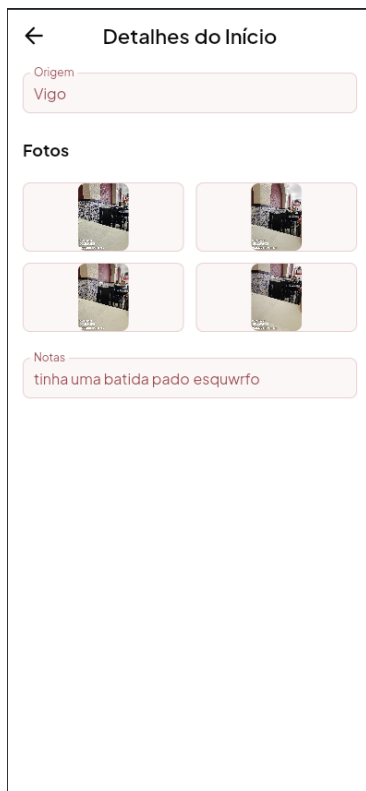 Detalhes do Início
Origem
Vigo
Fotos
Notas
tinha uma batida pado esquwrfo